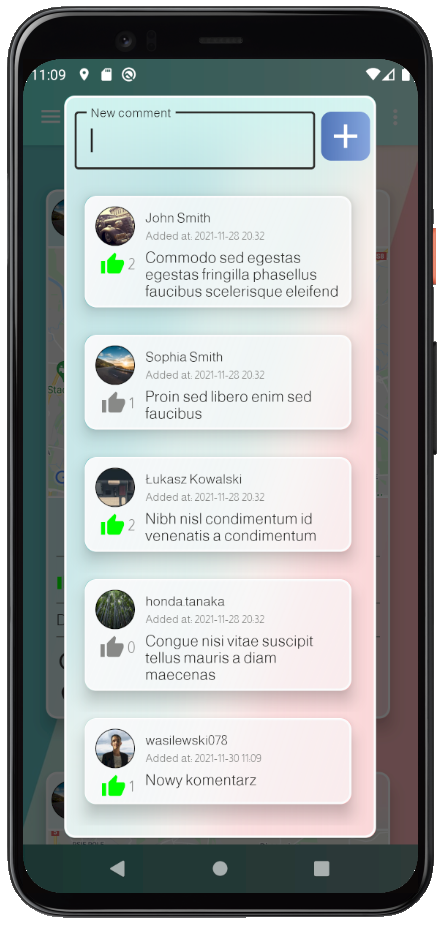 11:09
New comment
John Smith
Added at: 2021-11-28 20:32
2
Commodo sed egestas
egestas fringilla phasellus
faucibus scelerisque eleifend
Sophia Smith
Added at: 2021-11-28 20:32
1
Proin sed libero enim sed
faucibus
Łukasz Kowalski
Added at: 2021-11-28 20:32
2
Nibh nisl condimentum id
venenatis a condimentum
honda.tanaka
Added at: 2021-11-28 20:32
0
Congue nisi vitae suscipit
tellus mauris a diam
maecenas
wasilewski078
Added at: 2021-11-30 11:09
1
Nowy komentarz